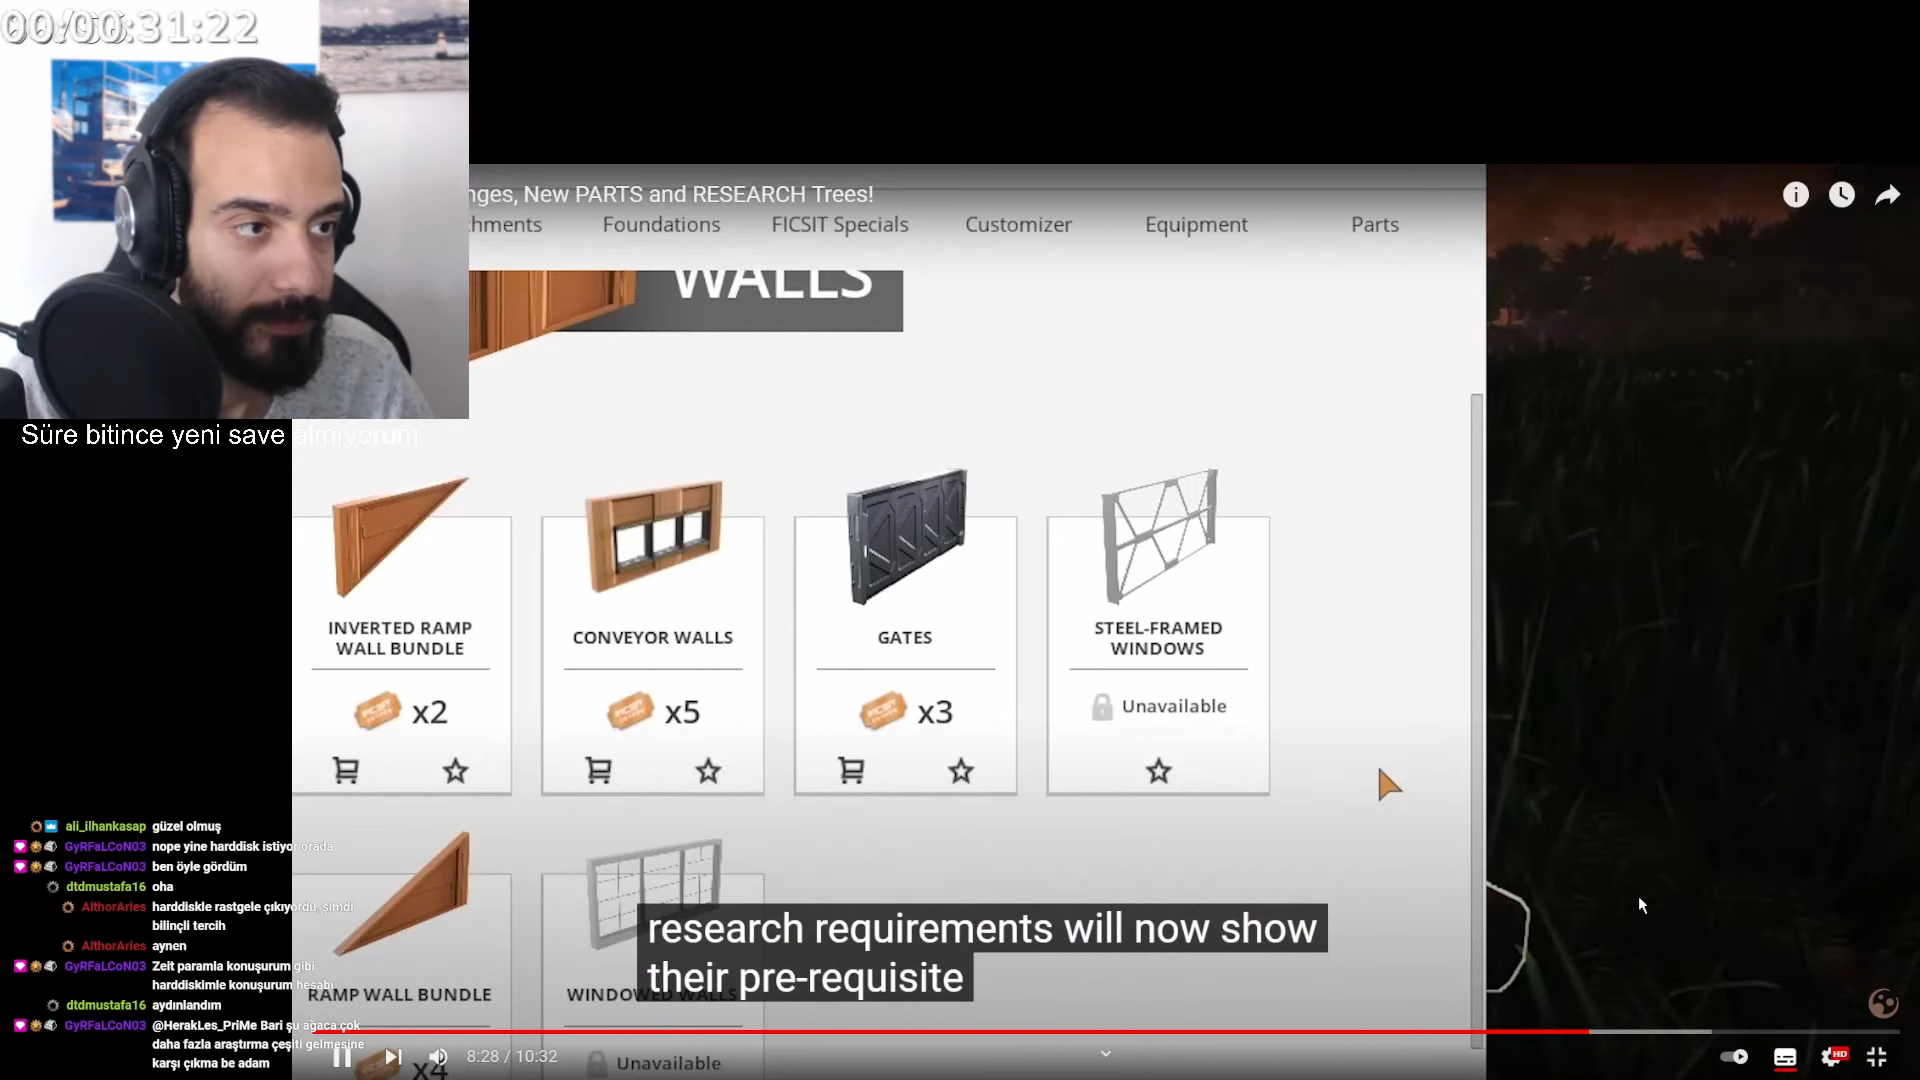 00:00:31:22
nges, New PARTS and RESEARCH Trees!
chments Foundations FICSIT Specials Customizer Equipment Parts
WALLS
Süre bitince yeni save almıyorum
INVERTED RAMP
WALL BUNDLE
x2
CONVEYOR WALLS
x5
GATES
x3
STEEL-FRAMED
WINDOWS
Unavailable
RAMP WALL BUNDLE
x4
WINDOWED WALLS
Unavailable
research requirements will now show
their pre-requisite
ali_ilhankasap güzel olmuş
GyRFaLCoN03 nope yine harddisk istiyor orada
GyRFaLCoN03 ben öyle gördüm
dtdmustafa16 oha
AlthorAries harddiskle rastgele çıkıyordu, şimdi
bilinçli tercih
AlthorAries aynen
GyRFaLCoN03 Zeit paramla konuşurum gibi
harddiskimle konuşurum hesabı
dtdmustafa16 aydınlandım
GyRFaLCoN03 @HerakLes_PriMe Bari şu ağaca çok
daha fazla araştırma çeşiti gelmesine
karşı çıkma be adam
8:28 / 10:32
HD